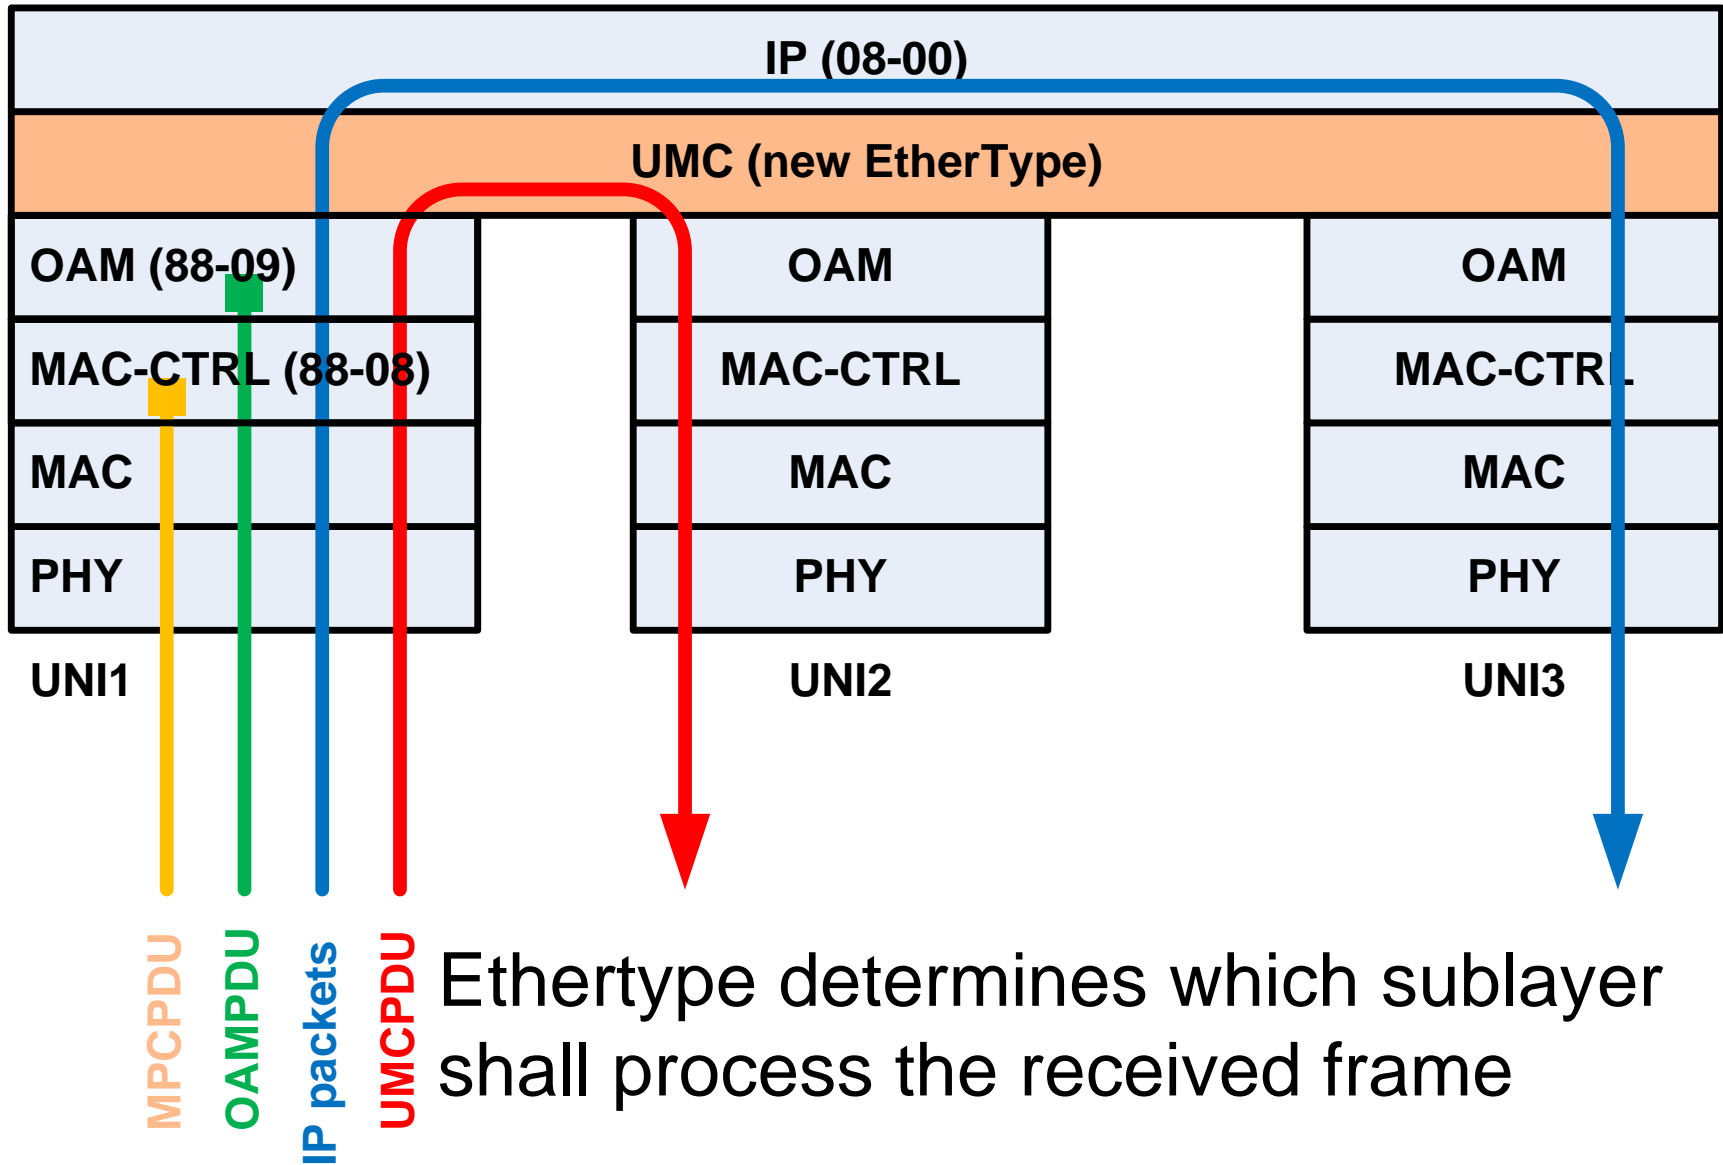 IP (08-00)
UMC (new EtherType)
OAM (88-09)
OAM
OAM
MAC-CTRL (88-08)
MAC-CTRL
MAC-CTRL
MAC
MAC
MAC
PHY
PHY
PHY
UNI1
UNI2
UNI3
MPCPDU
OAMPDU
IP packets
UMCPDU
Ethertype determines which sublayer
shall process the received frame